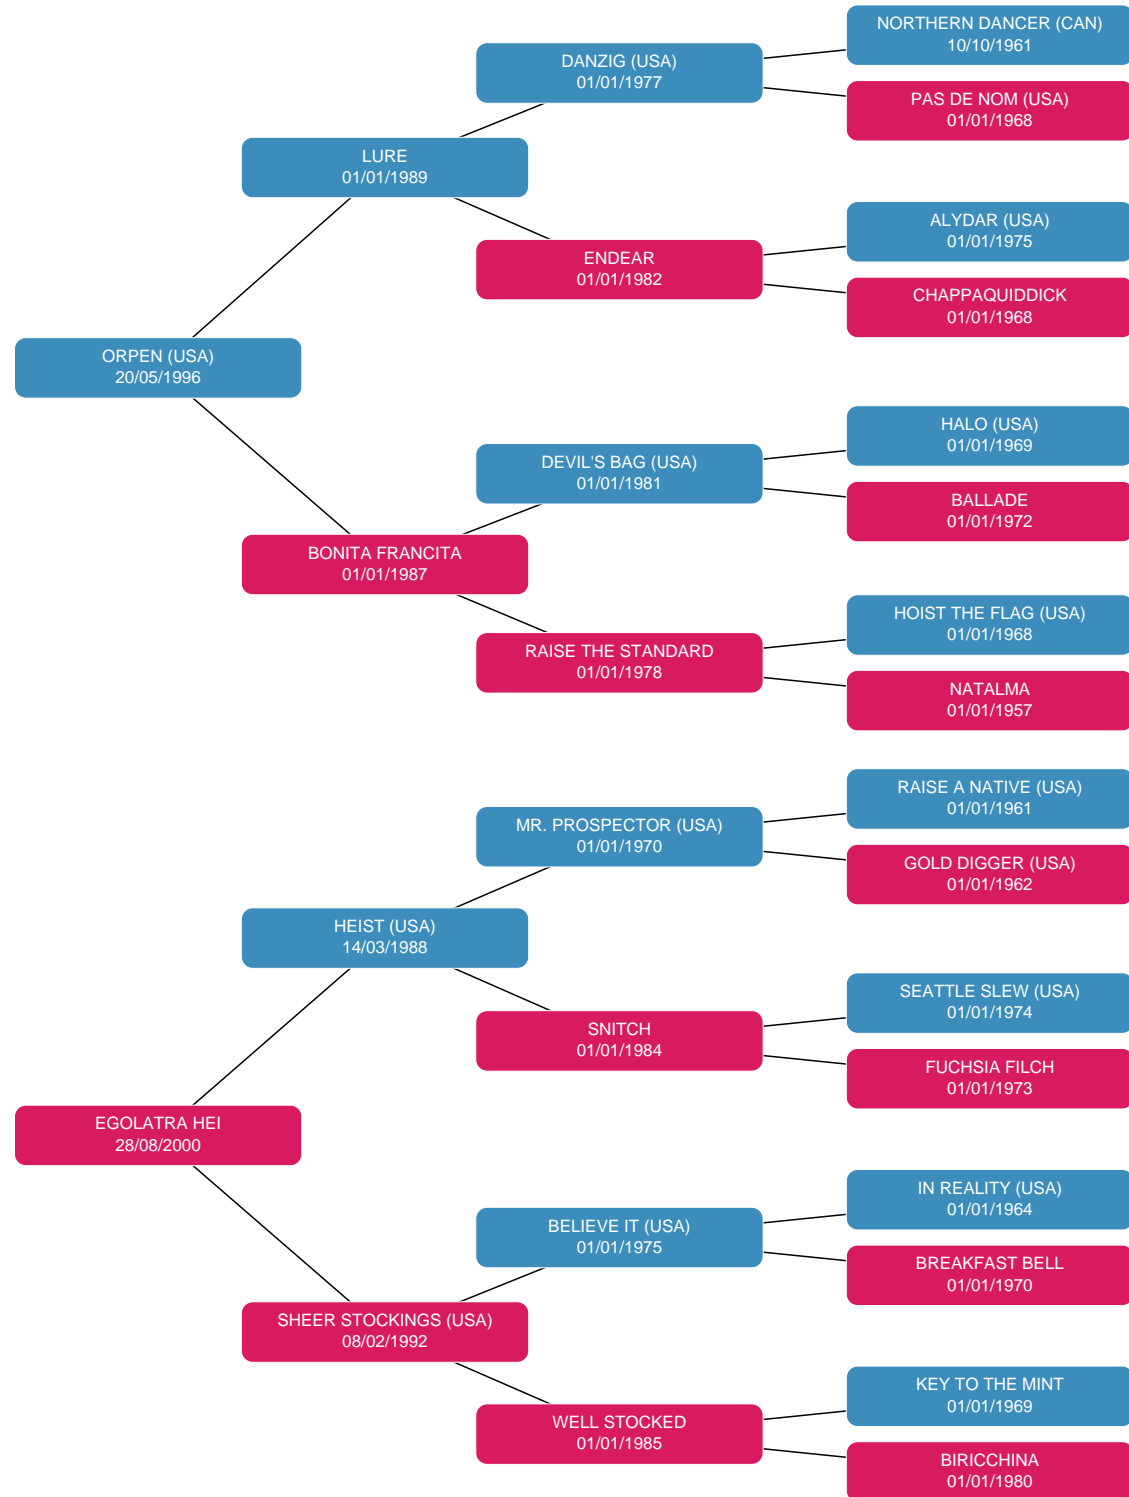 NORTHERN DANCER (CAN)
10/10/1961
DANZIG (USA)
01/01/1977
PAS DE NOM (USA)
01/01/1968
LURE
01/01/1989
ALYDAR (USA)
01/01/1975
ENDEAR
01/01/1982
CHAPPAQUIDDICK
01/01/1968
ORPEN (USA)
20/05/1996
HALO (USA)
01/01/1969
DEVIL'S BAG (USA)
01/01/1981
BALLADE
01/01/1972
BONITA FRANCITA
01/01/1987
HOIST THE FLAG (USA)
01/01/1968
RAISE THE STANDARD
01/01/1978
NATALMA
01/01/1957
RAISE A NATIVE (USA)
01/01/1961
MR. PROSPECTOR (USA)
01/01/1970
GOLD DIGGER (USA)
01/01/1962
HEIST (USA)
14/03/1988
SEATTLE SLEW (USA)
01/01/1974
SNITCH
01/01/1984
FUCHSIA FILCH
01/01/1973
EGOLATRA HEI
28/08/2000
IN REALITY (USA)
01/01/1964
BELIEVE IT (USA)
01/01/1975
BREAKFAST BELL
01/01/1970
SHEER STOCKINGS (USA)
08/02/1992
KEY TO THE MINT
01/01/1969
WELL STOCKED
01/01/1985
BIRICCHINA
01/01/1980